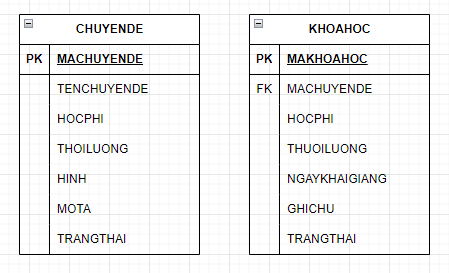 CHUYENDE
PK MACHUYENDE
TENCHUYENDE
HOCPHI
THOILUONG
HINH
MOTA
TRANGTHAI
KHOAHOC
PK MAKHOAHOC
FK MACHUYENDE
HOCPHI
THUOILUONG
NGAYKHAIGIANG
GHICHU
TRANGTHAI